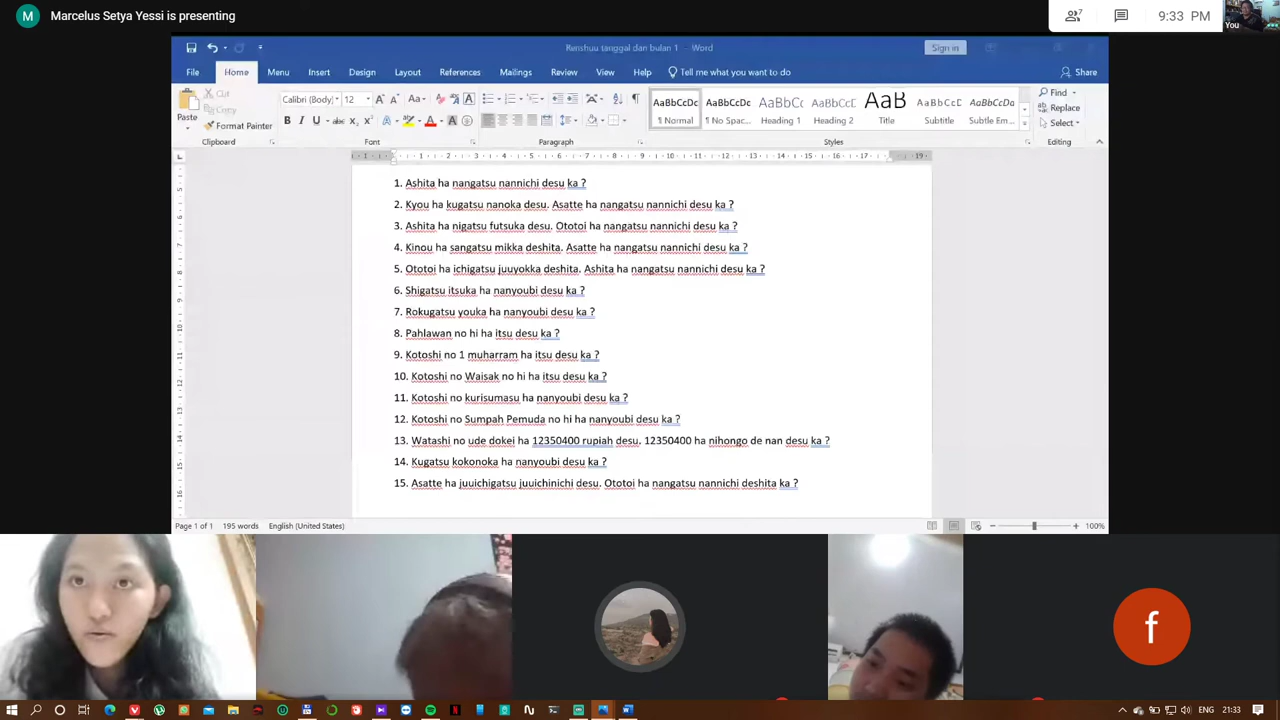 M Marcelus Setya Yessi is presenting
7
9:33 PM
You
Renshuu tanggal dan bulan 1 - Word
Sign in
File Home Menu Insert Design Layout References Mailings Review View Help Tell me what you want to do Share
Paste
Cut
Copy
Format Painter
Clipboard
Calibri (Body) 12
Font
Paragraph
AaBbCcDc AaBbCcDc AaBbCc AaBbCcC AaB AaBbCcD AaBbCcDc
¶ Normal ¶ No Spac... Heading 1 Heading 2 Title Subtitle Subtle Em...
Styles
Find
Replace
Select
Editing
1. Ashita ha nangatsu nannichi desu ka ?
2. Kyou ha kugatsu nanoka desu. Asatte ha nangatsu nannichi desu ka ?
3. Ashita ha nigatsu futsuka desu. Ototoi ha nangatsu nannichi desu ka ?
4. Kinou ha sangatsu mikka deshita. Asatte ha nangatsu nannichi desu ka ?
5. Ototoi ha ichigatsu juuyokka deshita. Ashita ha nangatsu nannichi desu ka ?
6. Shigatsu itsuka ha nanyoubi desu ka ?
7. Rokugatsu youka ha nanyoubi desu ka ?
8. Pahlawan no hi ha itsu desu ka ?
9. Kotoshi no 1 muharram ha itsu desu ka ?
10. Kotoshi no Waisak no hi ha itsu desu ka ?
11. Kotoshi no kurisumasu ha nanyoubi desu ka ?
12. Kotoshi no Sumpah Pemuda no hi ha nanyoubi desu ka ?
13. Watashi no ude dokei ha 12350400 rupiah desu. 12350400 ha nihongo de nan desu ka ?
14. Kugatsu kokonoka ha nanyoubi desu ka ?
15. Asatte ha juuichigatsu juuichinichi desu. Ototoi ha nangatsu nannichi deshita ka ?
Page 1 of 1 195 words English (United States)
100%
f
ENG 21:33